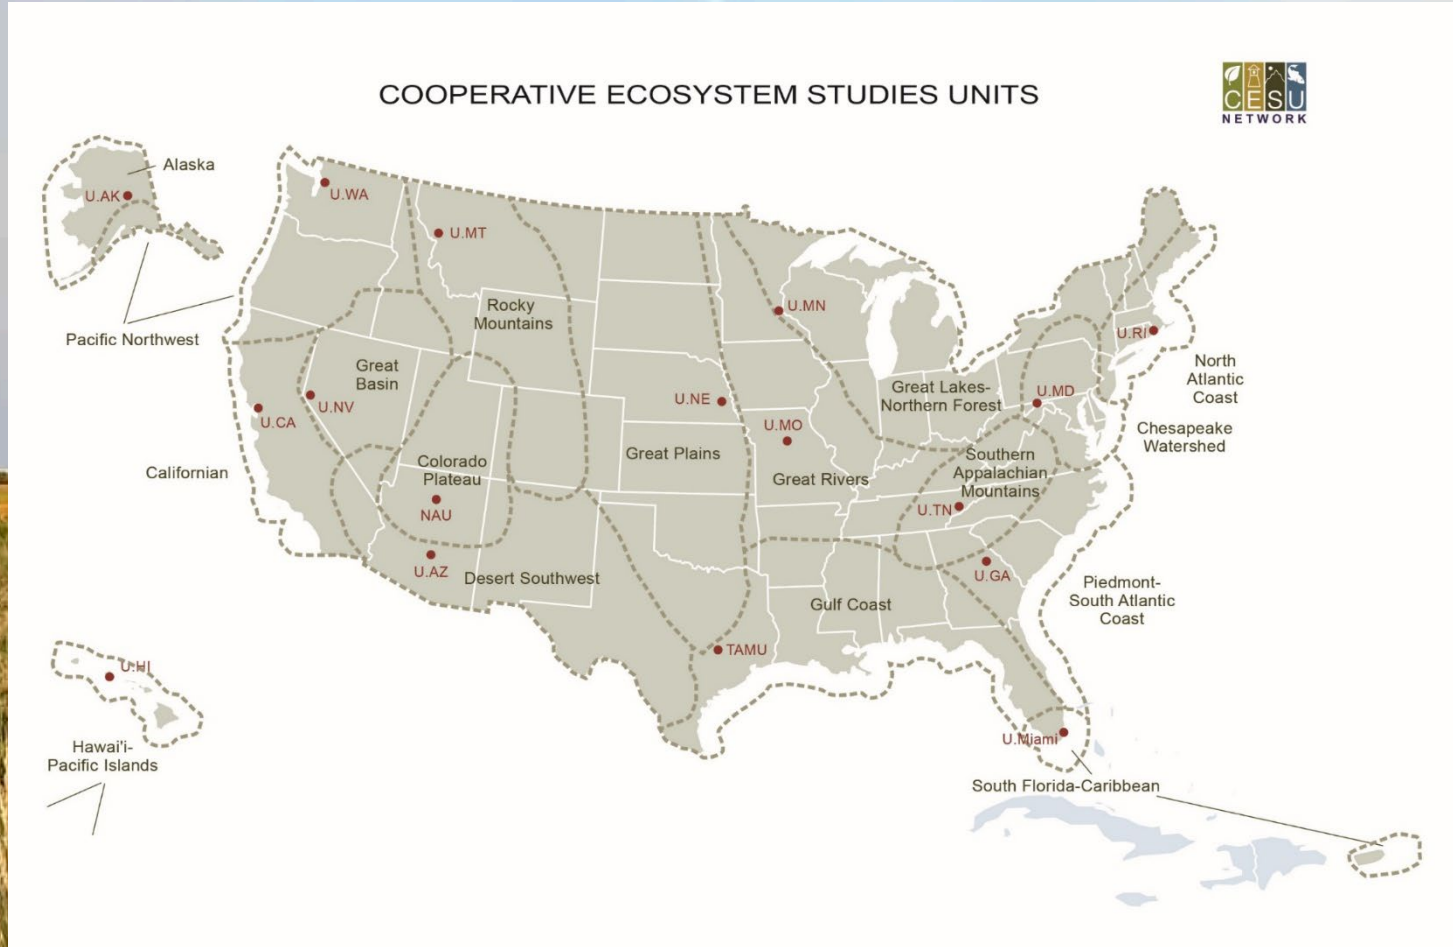 COOPERATIVE ECOSYSTEM STUDIES UNITS
CESU
NETWORK
Alaska
U.AK
U.WA
U.MT
Pacific Northwest
Rocky
Mountains
U.MN
U.RI
Great
Basin
U.NV
U.CA
U.NE
Great Lakes-
Northern Forest
U.MD
North
Atlantic
Coast
U.MO
Chesapeake
Watershed
Californian
Colorado
Plateau
Great Plains
Great Rivers
Southern
Appalachian
Mountains
NAU
U.TN
U.AZ
Desert Southwest
U.GA
Gulf Coast
Piedmont-
South Atlantic
Coast
TAMU
U.HI
Hawai'i-
Pacific Islands
U.Miami
South Florida-Caribbean